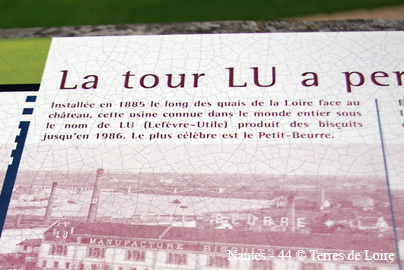 La tour LU a per
Installée en 1885 le long des quais de la Loire face au
château, cette usine connue dans le monde entier sous
le nom de LU (Lefèvre-Utile) produit des biscuits
jusqu'en 1986. Le plus célèbre est le Petit-Beurre.
BEURRE
LU
MANUFACTURE BISCUITS
Nantes - 44 © Terres de Loire